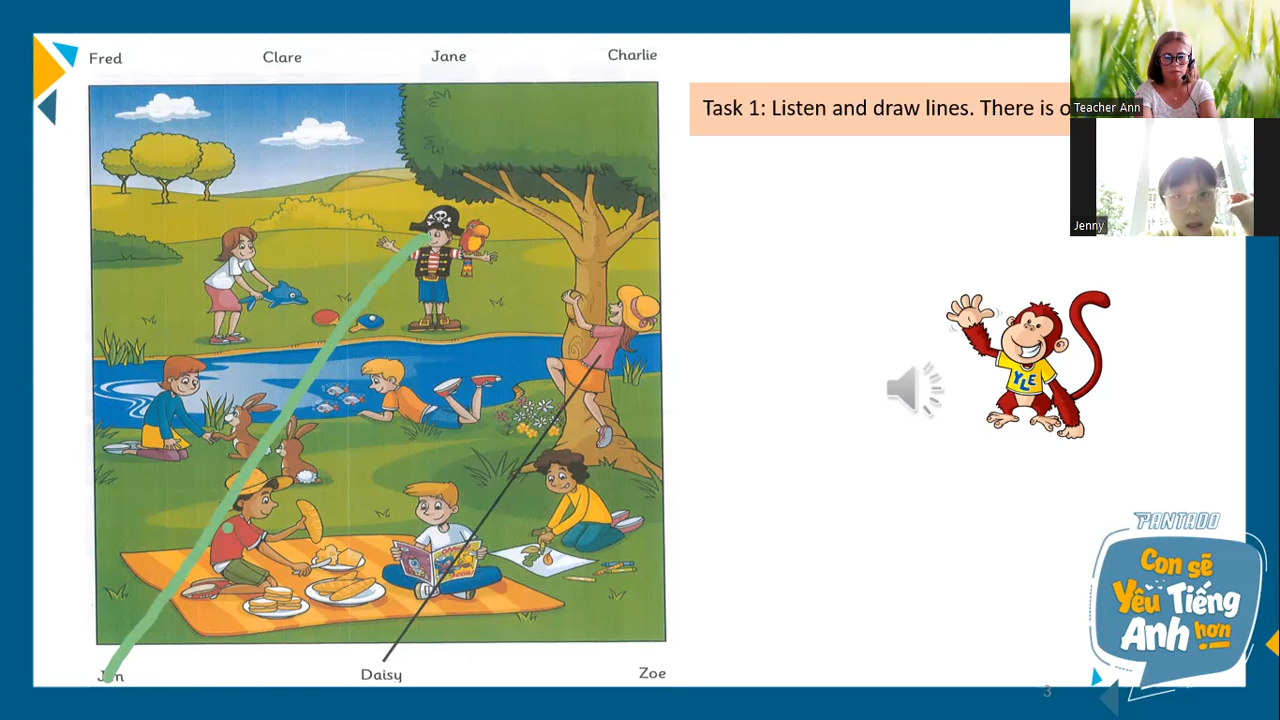 Fred Clare Jane Charlie
Task 1: Listen and draw lines. There is
Teacher Ann
Jenny
YLE
PANTADO
Con sẽ
Yêu Tiếng
Anh hơn
Daisy Zoe
3